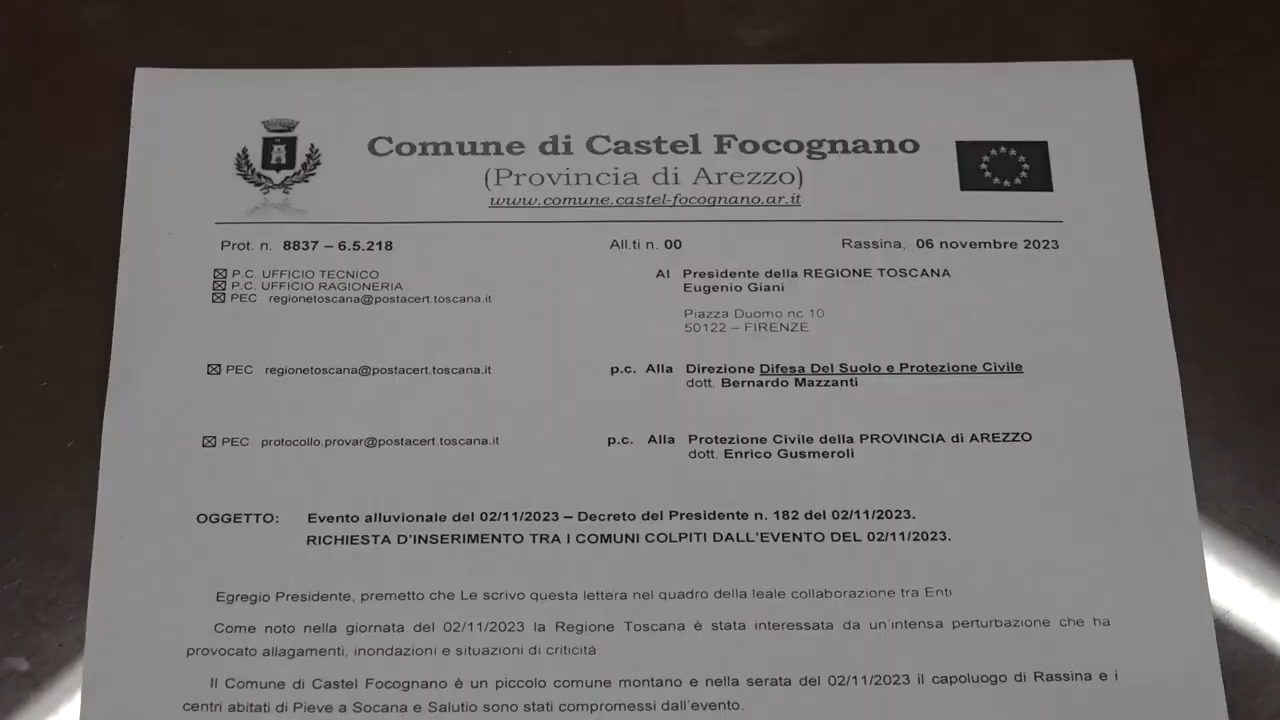 Comune di Castel Focognano
(Provincia di Arezzo)
www.comune.castel-focognano.ar.it
Prot. n. 8837 – 6.5.218 All.ti n. 00 Rassina, 06 novembre 2023
P.C. UFFICIO TECNICO
P.C. UFFICIO RAGIONERIA
PEC regionetoscana@postacert.toscana.it
Al Presidente della REGIONE TOSCANA
Eugenio Giani
Piazza Duomo nc 10
50122 – FIRENZE
PEC regionetoscana@postacert.toscana.it p.c. Alla Direzione Difesa Del Suolo e Protezione Civile
dott. Bernardo Mazzanti
PEC protocollo.provar@postacert.toscana.it p.c. Alla Protezione Civile della PROVINCIA di AREZZO
dott. Enrico Gusmeroli
OGGETTO: Evento alluvionale del 02/11/2023 – Decreto del Presidente n. 182 del 02/11/2023.
RICHIESTA D'INSERIMENTO TRA I COMUNI COLPITI DALL'EVENTO DEL 02/11/2023.
Egregio Presidente, premetto che Le scrivo questa lettera nel quadro della leale collaborazione tra Enti
Come noto nella giornata del 02/11/2023 la Regione Toscana è stata interessata da un'intensa perturbazione che ha
provocato allagamenti, inondazioni e situazioni di criticità.
Il Comune di Castel Focognano è un piccolo comune montano e nella serata del 02/11/2023 il capoluogo di Rassina e i
centri abitati di Pieve a Socana e Salutio sono stati compromessi dall'evento.